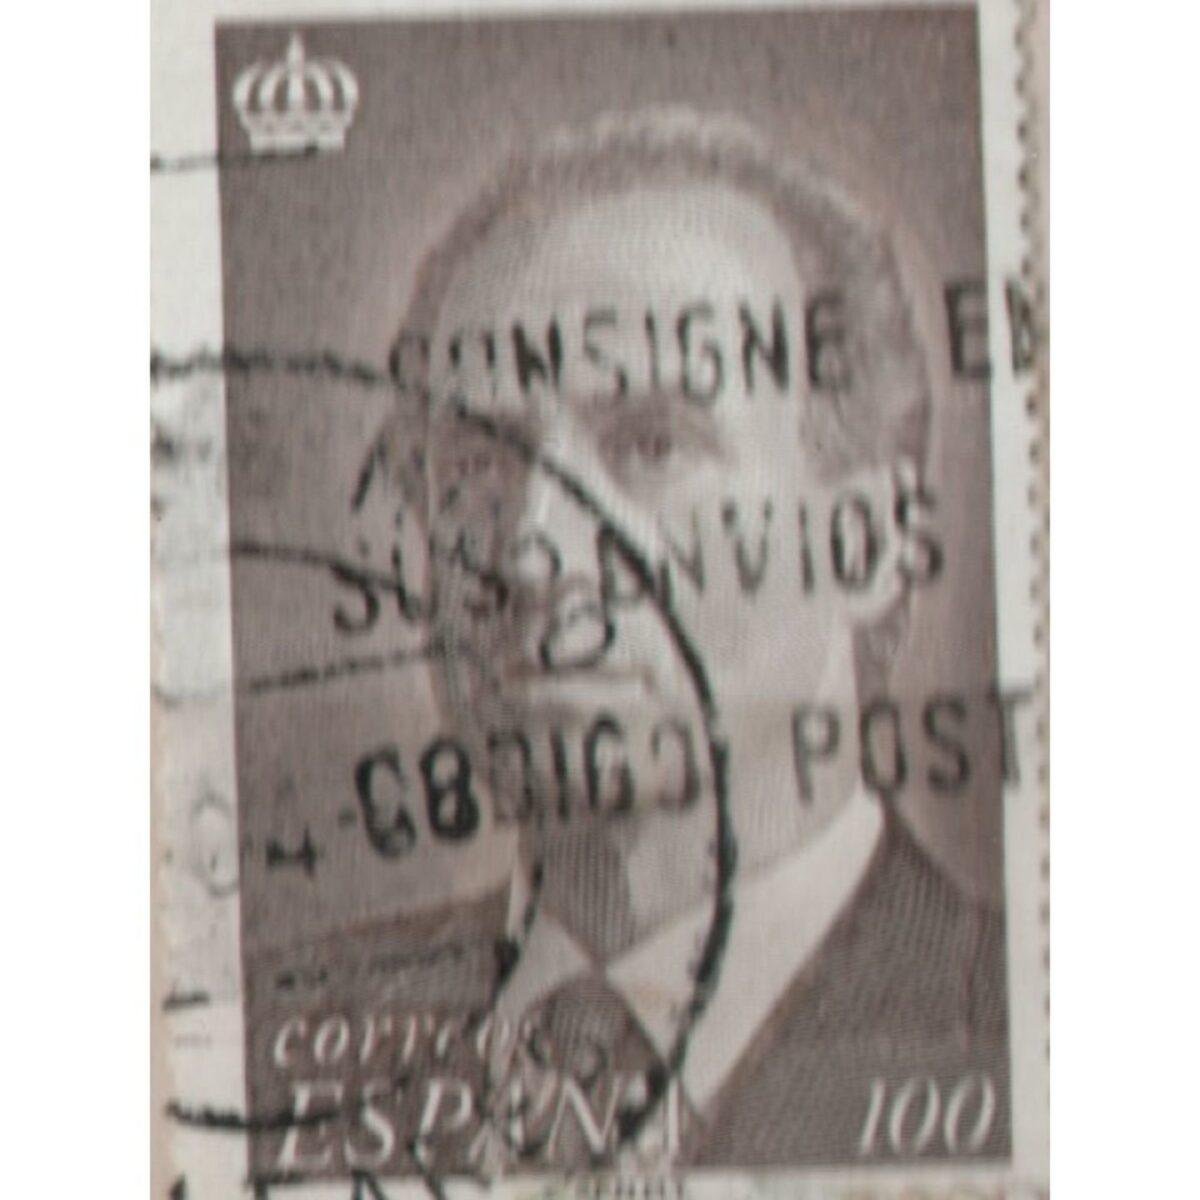 CONSIGNE EN
SUS ENVIOS
CODIGO POST
correos
ESPAÑA
100